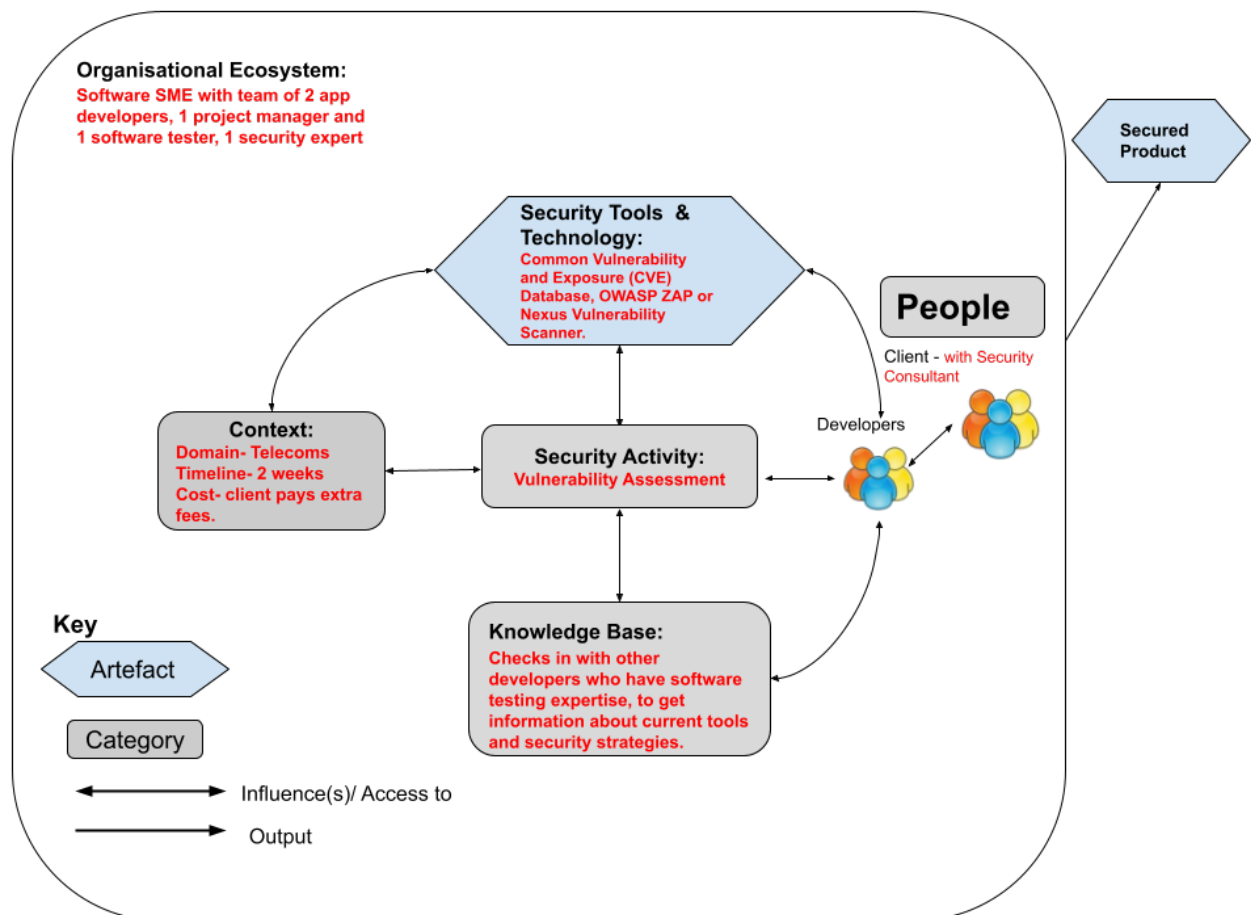 Organisational Ecosystem:
Software SME with team of 2 app
developers, 1 project manager and
1 software tester, 1 security expert
Secured
Product
Security Tools & 
Technology:
Common Vulnerability
and Exposure (CVE)
Database, OWASP ZAP or
Nexus Vulnerability
Scanner.
People
Client - with Security
Consultant
Developers
Context:
Domain- Telecoms
Timeline- 2 weeks
Cost- client pays extra
fees.
Security Activity:
Vulnerability Assessment
Knowledge Base:
Checks in with other
developers who have software
testing expertise, to get
information about current tools
and security strategies.
Key
Artefact
Category
Influence(s)/ Access to
Output